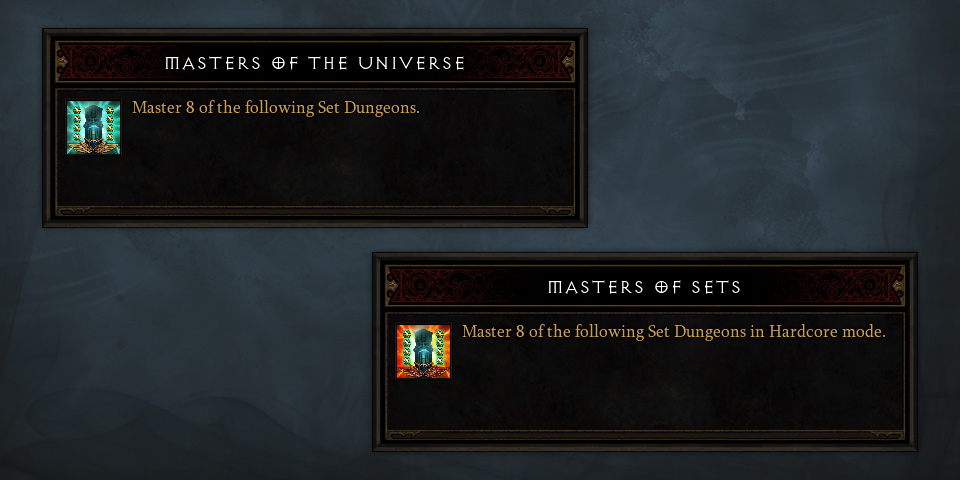 MASTERS OF THE UNIVERSE
Master 8 of the following Set Dungeons.
MASTERS OF SETS
Master 8 of the following Set Dungeons in Hardcore mode.